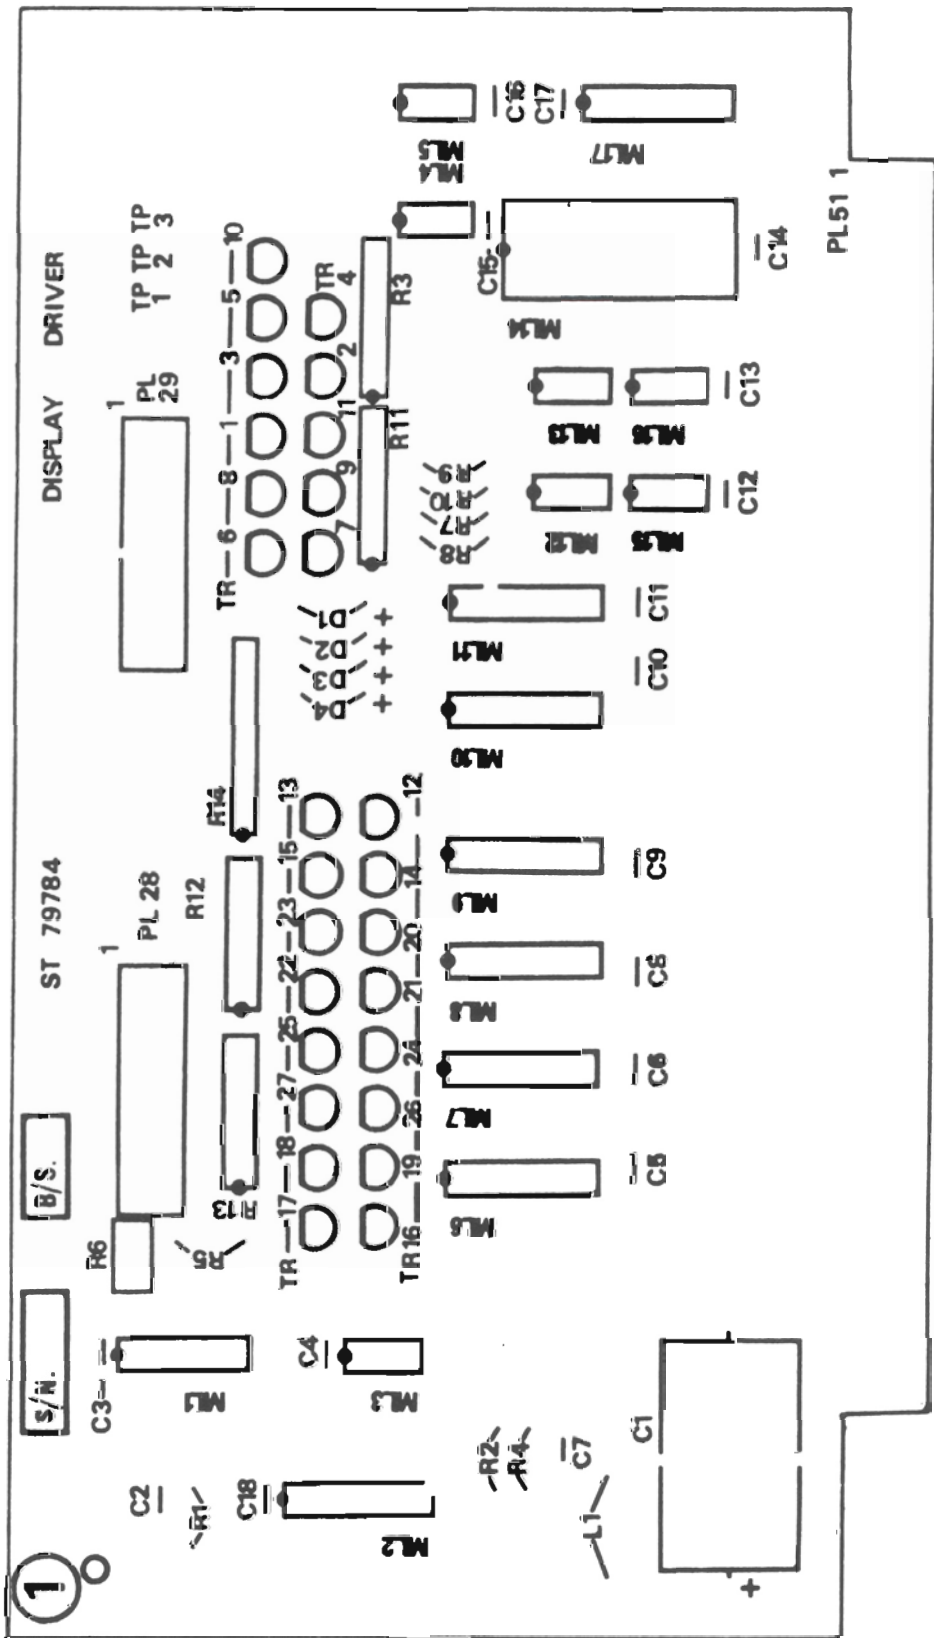 1
S/N.
B/S.
ST 79784
DISPLAY DRIVER
R6
1
PL 28
1
PL
29
TP TP TP
1 2 3
C3
R5
R13
R12
R14
TR 6 8 1 3 5 10
TR
7 9 11 2 4
R11
R3
D4
D3
D2
D1
+
+
+
+
C2
R1
C18
ML1
C4
ML3
ML2
TR 17 18 27 25 22 23 15 13
TR 16 19 26 24 21 20 14 12
R8
R7
R10
R9
ML4
ML5
C16
C17
ML17
C15
ML14
C14
PL51 1
R2
R4
C7
L1
C1
+
ML6
ML7
ML8
ML9
ML10
ML11
ML12
ML13
ML15
ML16
C5
C6
C8
C9
C10
C11
C12
C13